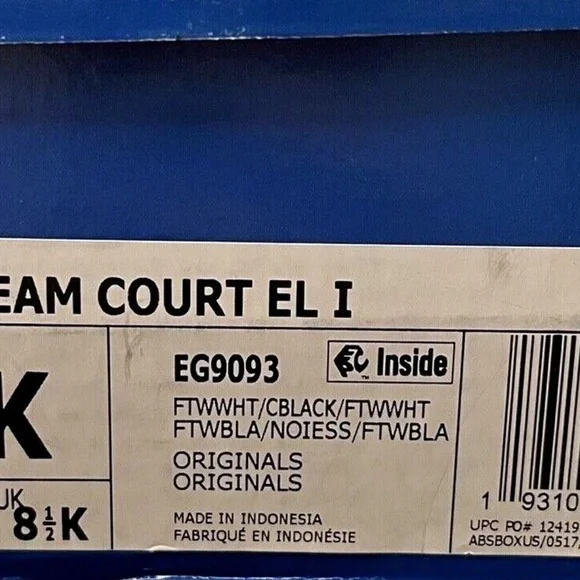 EAM COURT EL I
K
EG9093
Inside
FTWWHT/CBLACK/FTWWHT
FTWBLA/NOIESS/FTWBLA
ORIGINALS
ORIGINALS
UK
8½K
MADE IN INDONESIA
FABRIQUÉ EN INDONÉSIE
1 9310
UPC PO# 12419
ABSBOXUS/0517